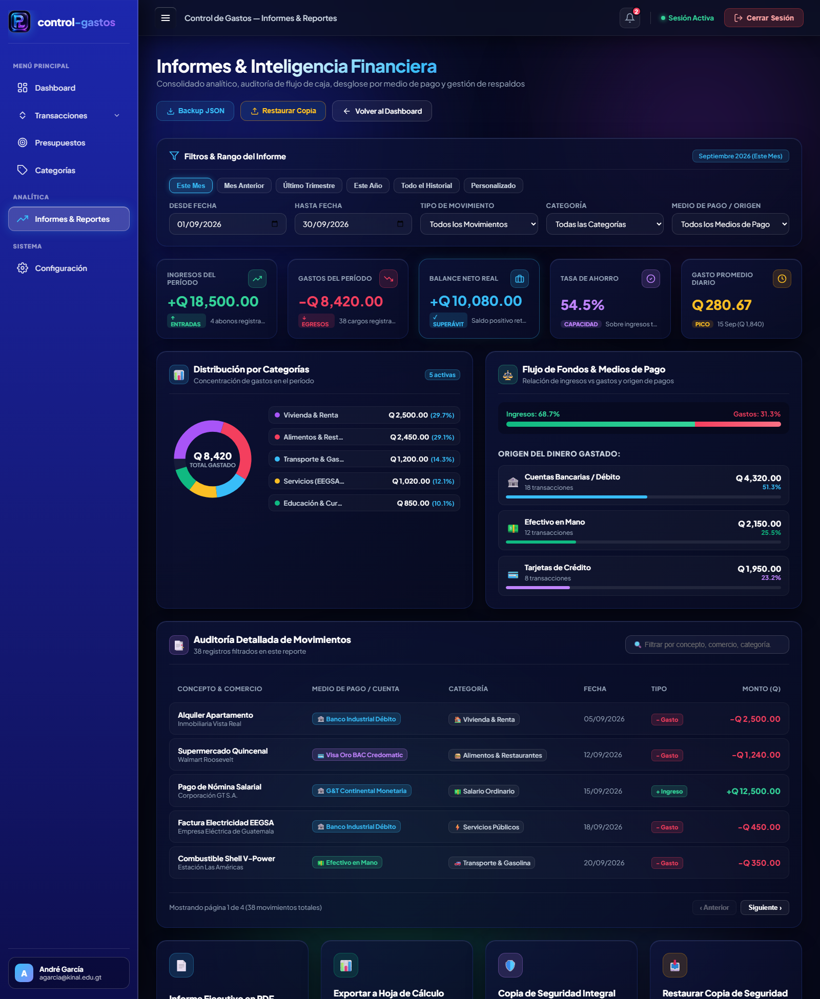 control-gastos
MENÚ PRINCIPAL
Dashboard
Transacciones
Presupuestos
Categorías
ANALÍTICA
Informes & Reportes
SISTEMA
Configuración
A
André García
agarcia@kinal.edu.gt
Control de Gastos — Informes & Reportes
2
Sesión Activa
Cerrar Sesión
Informes & Inteligencia Financiera
Consolidado analítico, auditoría de flujo de caja, desglose por medio de pago y gestión de respaldos
Backup JSON
Restaurar Copia
Volver al Dashboard
Filtros & Rango del Informe
Septiembre 2026 (Este Mes)
Este Mes
Mes Anterior
Último Trimestre
Este Año
Todo el Historial
Personalizado
DESDE FECHA
01/09/2026
HASTA FECHA
30/09/2026
TIPO DE MOVIMIENTO
Todos los Movimientos
CATEGORÍA
Todas las Categorías
MEDIO DE PAGO / ORIGEN
Todos los Medios de Pago
INGRESOS DEL
PERÍODO
+Q 18,500.00
↑
ENTRADAS
4 abonos registra...
GASTOS DEL PERÍODO
-Q 8,420.00
↓
EGRESOS
38 cargos registra...
BALANCE NETO REAL
+Q 10,080.00
✓
SUPERÁVIT
Saldo positivo ret...
TASA DE AHORRO
54.5%
CAPACIDAD
Sobre ingresos t...
GASTO PROMEDIO
DIARIO
Q 280.67
PICO
15 Sep (Q 1,840)
Distribución por Categorías
Concentración de gastos en el período
5 activas
Q 8,420
TOTAL GASTADO
Vivienda & Renta Q 2,500.00 (29.7%)
Alimentos & Rest... Q 2,450.00 (29.1%)
Transporte & Gas... Q 1,200.00 (14.3%)
Servicios (EEGSA... Q 1,020.00 (12.1%)
Educación & Cur... Q 850.00 (10.1%)
Flujo de Fondos & Medios de Pago
Relación de ingresos vs gastos y origen de pagos
Ingresos: 68.7% Gastos: 31.3%
ORIGEN DEL DINERO GASTADO:
Cuentas Bancarias / Débito
18 transacciones
Q 4,320.00
51.3%
Efectivo en Mano
12 transacciones
Q 2,150.00
25.5%
Tarjetas de Crédito
8 transacciones
Q 1,950.00
23.2%
Auditoría Detallada de Movimientos
38 registros filtrados en este reporte
Filtrar por concepto, comercio, categoría.
CONCEPTO & COMERCIO MEDIO DE PAGO / CUENTA CATEGORÍA FECHA TIPO MONTO (Q)
Alquiler Apartamento
Inmobiliaria Vista Real
Banco Industrial Débito
Vivienda & Renta
05/09/2026
- Gasto
-Q 2,500.00
Supermercado Quincenal
Walmart Roosevelt
Visa Oro BAC Credomatic
Alimentos & Restaurantes
12/09/2026
- Gasto
-Q 1,240.00
Pago de Nómina Salarial
Corporación GT S.A.
G&T Continental Monetaria
Salario Ordinario
15/09/2026
+ Ingreso
+Q 12,500.00
Factura Electricidad EEGSA
Empresa Eléctrica de Guatemala
Banco Industrial Débito
Servicios Públicos
18/09/2026
- Gasto
-Q 450.00
Combustible Shell V-Power
Estación Las Américas
Efectivo en Mano
Transporte & Gasolina
20/09/2026
- Gasto
-Q 350.00
Mostrando página 1 de 4 (38 movimientos totales)
‹ Anterior
Siguiente ›
Informe Ejecutivo en PDF
Exportar a Hoja de Cálculo
Copia de Seguridad Integral
Restaurar Copia de Seguridad